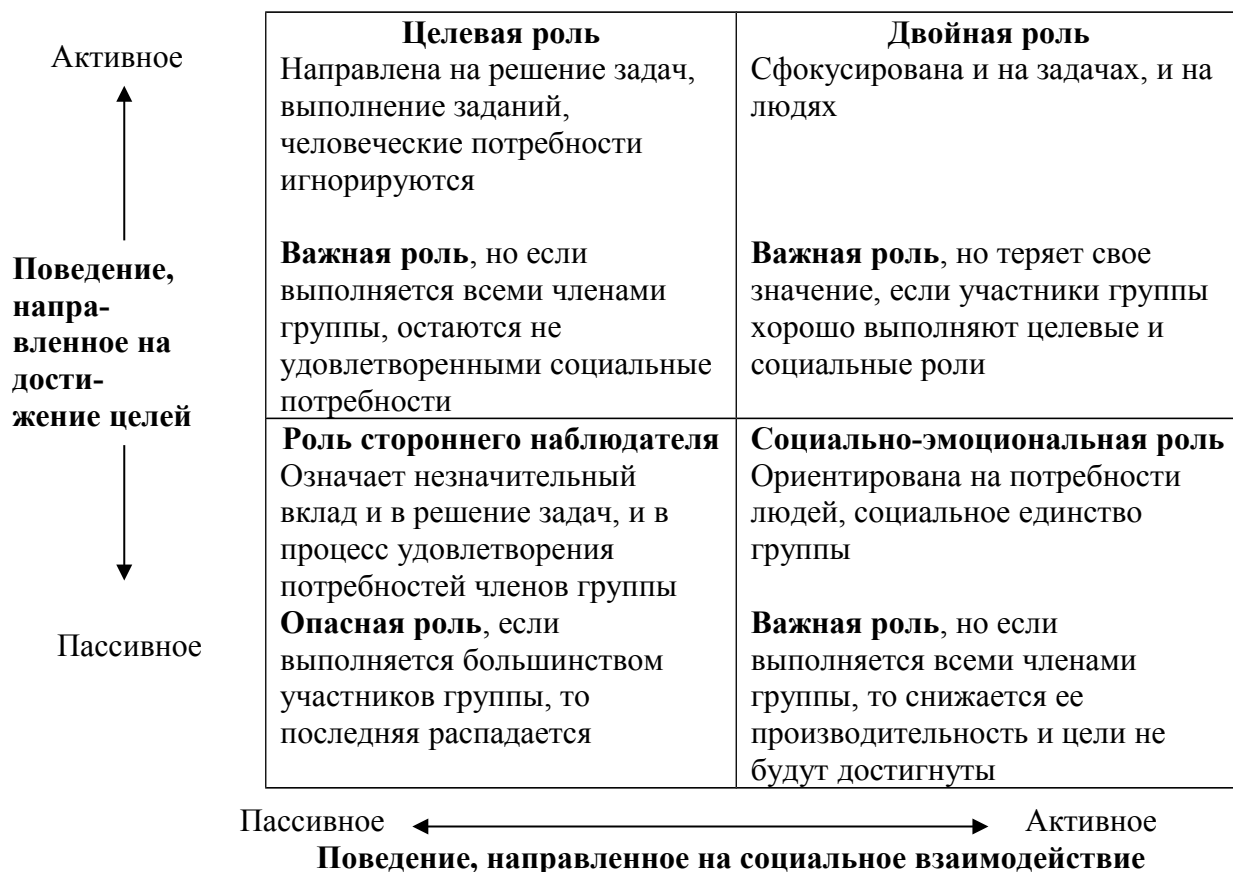 Активное
Поведение,
напра-
вленное на
дости-
жение целей
Пассивное
Целевая роль
Направлена на решение задач,
выполнение заданий,
человеческие потребности
игнорируются
Важная роль, но если
выполняется всеми членами
группы, остаются не
удовлетворенными социальные
потребности
Двойная роль
Сфокусирована и на задачах, и на
людях
Важная роль, но теряет свое
значение, если участники группы
хорошо выполняют целевые и
социальные роли
Роль стороннего наблюдателя
Означает незначительный
вклад и в решение задач, и в
процесс удовлетворения
потребностей членов группы
Опасная роль, если
выполняется большинством
участников группы, то
последняя распадается
Социально-эмоциональная роль
Ориентирована на потребности
людей, социальное единство
группы
Важная роль, но если
выполняется всеми членами
группы, то снижается ее
производительность и цели не
будут достигнуты
Пассивное
Активное
Поведение, направленное на социальное взаимодействие